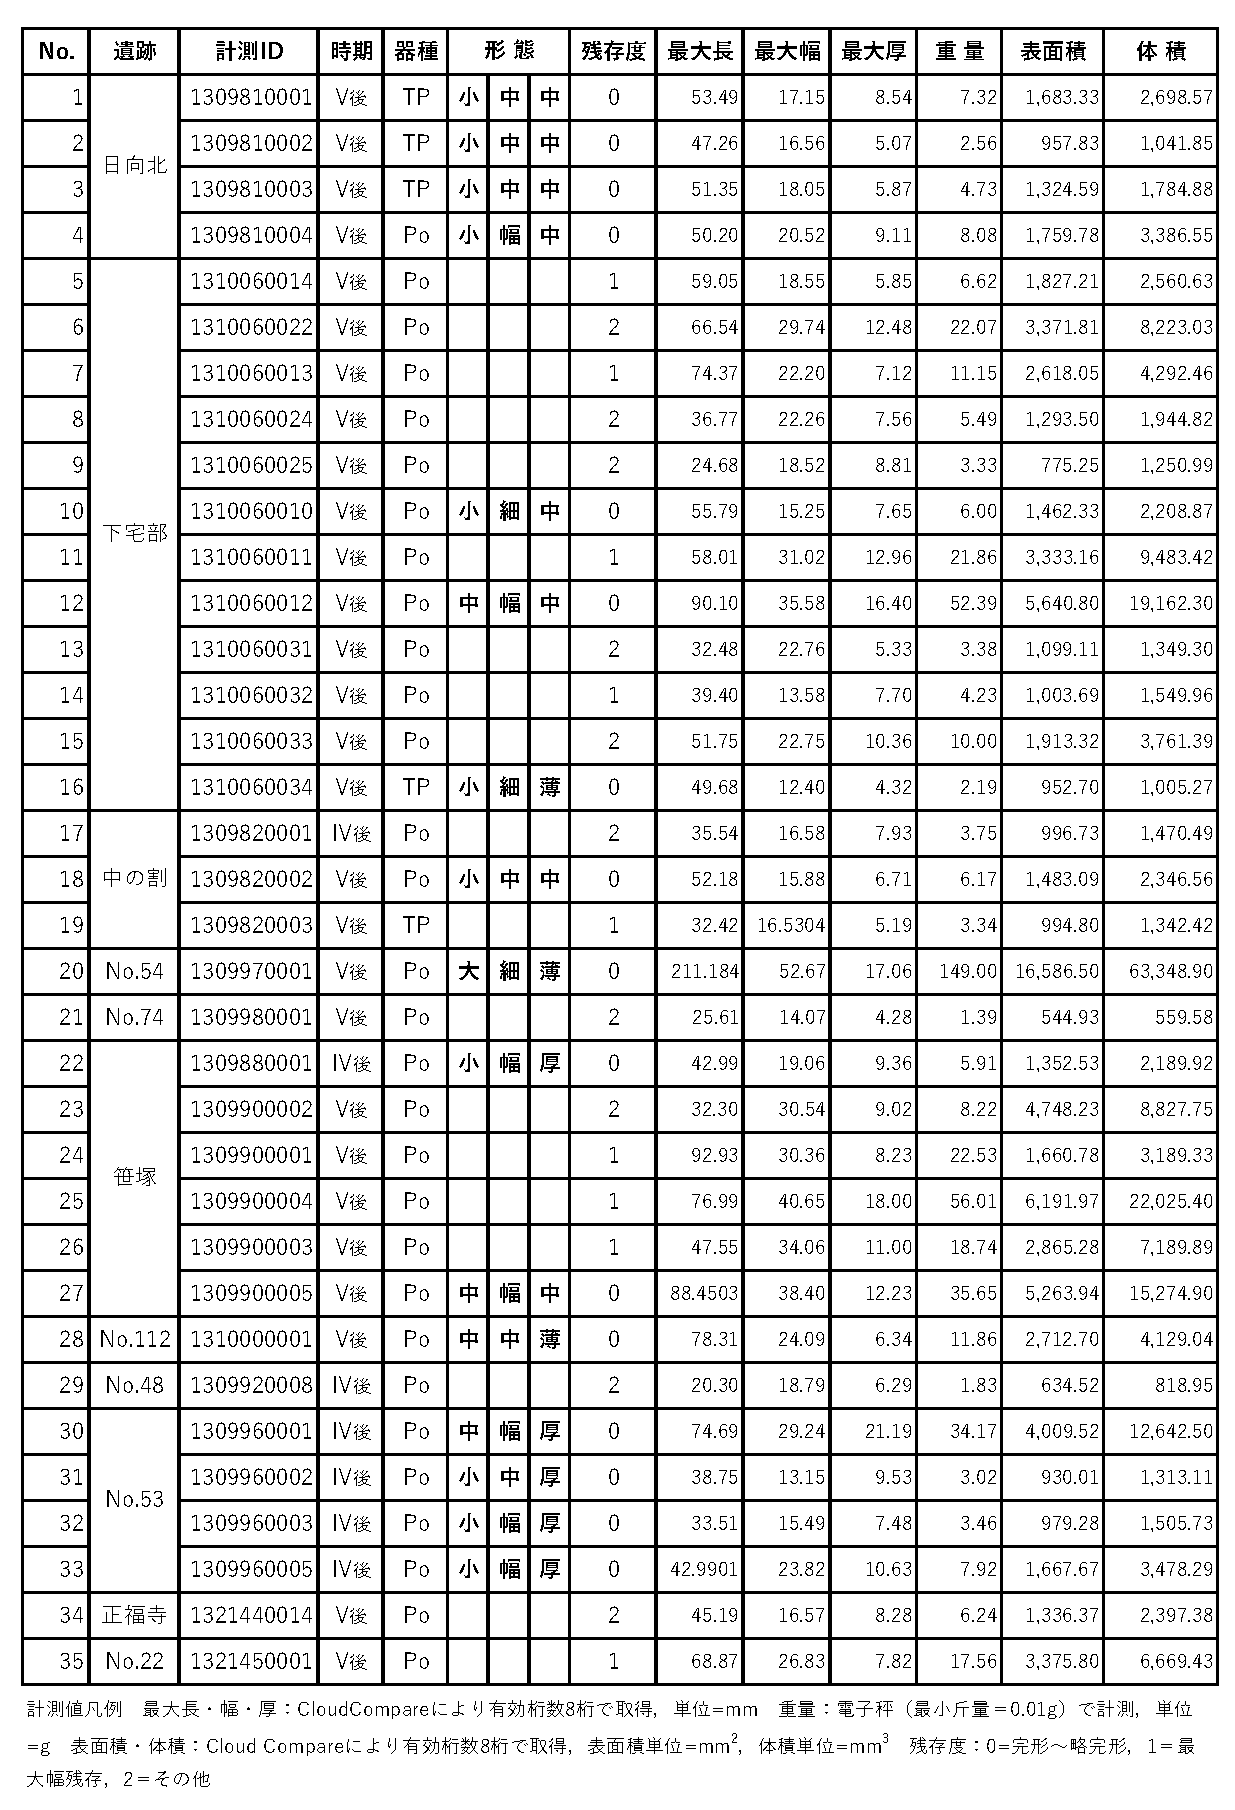 No. 遺跡 計測ID 時期 器種 形 態 残存度 最大長 最大幅 最大厚 重 量 表面積 体 積
1 日向北 1309810001 V後 TP 小 中 中 0 53.49 17.15 8.54 7.32 1,683.33 2,698.57
2 1309810002 V後 TP 小 中 中 0 47.26 16.56 5.07 2.56 957.83 1,041.85
3 1309810003 V後 TP 小 中 中 0 51.35 18.05 5.87 4.73 1,324.59 1,784.88
4 1309810004 V後 Po 小 幅 中 0 50.20 20.52 9.11 8.08 1,759.78 3,386.55
5 下宅部 1310060014 V後 Po 1 59.05 18.55 5.85 6.62 1,827.21 2,560.63
6 1310060022 V後 Po 2 66.54 29.74 12.48 22.07 3,371.81 8,223.03
7 1310060013 V後 Po 1 74.37 22.20 7.12 11.15 2,618.05 4,292.46
8 1310060024 V後 Po 2 36.77 22.26 7.56 5.49 1,293.50 1,944.82
9 1310060025 V後 Po 2 24.68 18.52 8.81 3.33 775.25 1,250.99
10 1310060010 V後 Po 小 細 中 0 55.79 15.25 7.65 6.00 1,462.33 2,208.87
11 1310060011 V後 Po 1 58.01 31.02 12.96 21.86 3,333.16 9,483.42
12 1310060012 V後 Po 中 幅 中 0 90.10 35.58 16.40 52.39 5,640.80 19,162.30
13 1310060031 V後 Po 2 32.48 22.76 5.33 3.38 1,099.11 1,349.30
14 1310060032 V後 Po 1 39.40 13.58 7.70 4.23 1,003.69 1,549.96
15 1310060033 V後 Po 2 51.75 22.75 10.36 10.00 1,913.32 3,761.39
16 1310060034 V後 TP 小 細 薄 0 49.68 12.40 4.32 2.19 952.70 1,005.27
17 中の割 1309820001 IV後 Po 2 35.54 16.58 7.93 3.75 996.73 1,470.49
18 1309820002 V後 Po 小 中 中 0 52.18 15.88 6.71 6.17 1,483.09 2,346.56
19 1309820003 V後 TP 1 32.42 16.5304 5.19 3.34 994.80 1,342.42
20 No.54 1309970001 V後 Po 大 細 薄 0 211.184 52.67 17.06 149.00 16,586.50 63,348.90
21 No.74 1309980001 V後 Po 2 25.61 14.07 4.28 1.39 544.93 559.58
22 笹塚 1309880001 IV後 Po 小 幅 厚 0 42.99 19.06 9.36 5.91 1,352.53 2,189.92
23 1309900002 V後 Po 2 32.30 30.54 9.02 8.22 4,748.23 8,827.75
24 1309900001 V後 Po 1 92.93 30.36 8.23 22.53 1,660.78 3,189.33
25 1309900004 V後 Po 1 76.99 40.65 18.00 56.01 6,191.97 22,025.40
26 1309900003 V後 Po 1 47.55 34.06 11.00 18.74 2,865.28 7,189.89
27 1309900005 V後 Po 中 幅 中 0 88.4503 38.40 12.23 35.65 5,263.94 15,274.90
28 No.112 1310000001 V後 Po 中 中 薄 0 78.31 24.09 6.34 11.86 2,712.70 4,129.04
29 No.48 1309920008 IV後 Po 2 20.30 18.79 6.29 1.83 634.52 818.95
30 No.53 1309960001 IV後 Po 中 幅 厚 0 74.69 29.24 21.19 34.17 4,009.52 12,642.50
31 1309960002 IV後 Po 小 中 厚 0 38.75 13.15 9.53 3.02 930.01 1,313.11
32 1309960003 IV後 Po 小 幅 厚 0 33.51 15.49 7.48 3.46 979.28 1,505.73
33 1309960005 IV後 Po 小 幅 厚 0 42.9901 23.82 10.63 7.92 1,667.67 3,478.29
34 正福寺 1321440014 V後 Po 2 45.19 16.57 8.28 6.24 1,336.37 2,397.38
35 No.22 1321450001 V後 Po 1 68.87 26.83 7.82 17.56 3,375.80 6,669.43
計測値凡例　最大長・幅・厚：CloudCompareにより有効桁数8桁で取得，単位=mm　重量：電子秤（最小斤量＝0.01g）で計測，単位
=g　表面積・体積：Cloud Compareにより有効桁数8桁で取得，表面積単位=mm²，体積単位=mm³　残存度：0=完形〜略完形，1＝最
大幅残存，2＝その他